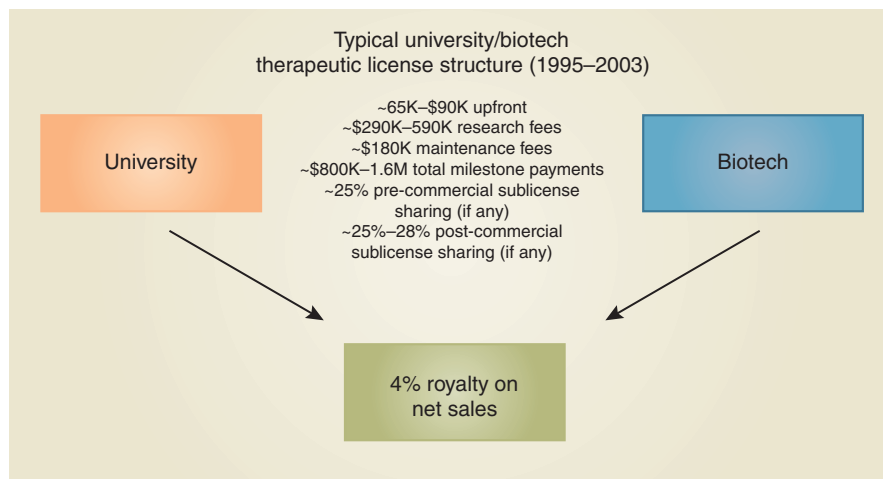 Typical university/biotech
therapeutic license structure (1995–2003)
~65K–$90K upfront
~$290K–590K research fees
~$180K maintenance fees
~$800K–1.6M total milestone payments
~25% pre-commercial sublicense
sharing (if any)
~25%–28% post-commercial
sublicense sharing (if any)
University
Biotech
4% royalty on
net sales